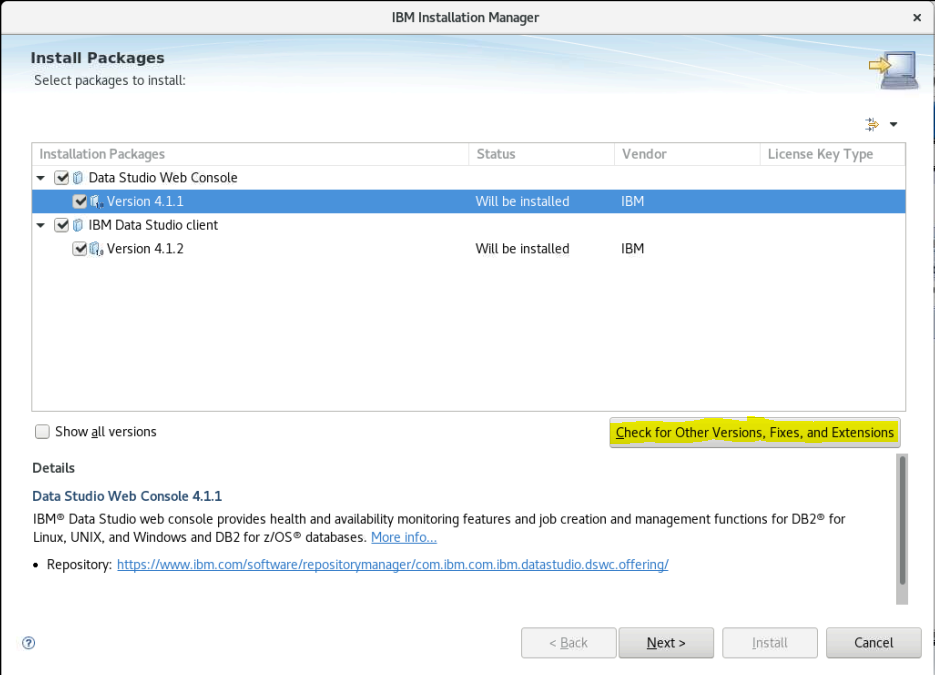 IBM Installation Manager
Install Packages
Select packages to install:
Installation Packages Status Vendor License Key Type
Data Studio Web Console
Version 4.1.1 Will be installed IBM
IBM Data Studio client
Version 4.1.2 Will be installed IBM
Show all versions Check for Other Versions, Fixes, and Extensions
Details
Data Studio Web Console 4.1.1
IBM® Data Studio web console provides health and availability monitoring features and job creation and management functions for DB2® for
Linux, UNIX, and Windows and DB2 for z/OS® databases. More info...
• Repository: https://www.ibm.com/software/repositorymanager/com.ibm.com.ibm.datastudio.dswc.offering/
< Back Next > Install Cancel